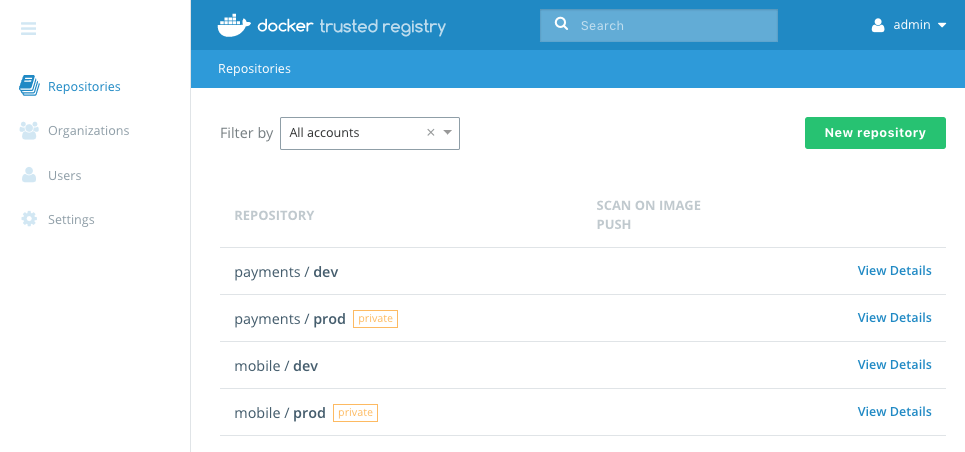 docker trusted registry
Search
admin
Repositories
Repositories
Organizations
Users
Settings
Filter by
All accounts
New repository
REPOSITORY
SCAN ON IMAGE
PUSH
payments / dev
View Details
payments / prod private
View Details
mobile / dev
View Details
mobile / prod private
View Details